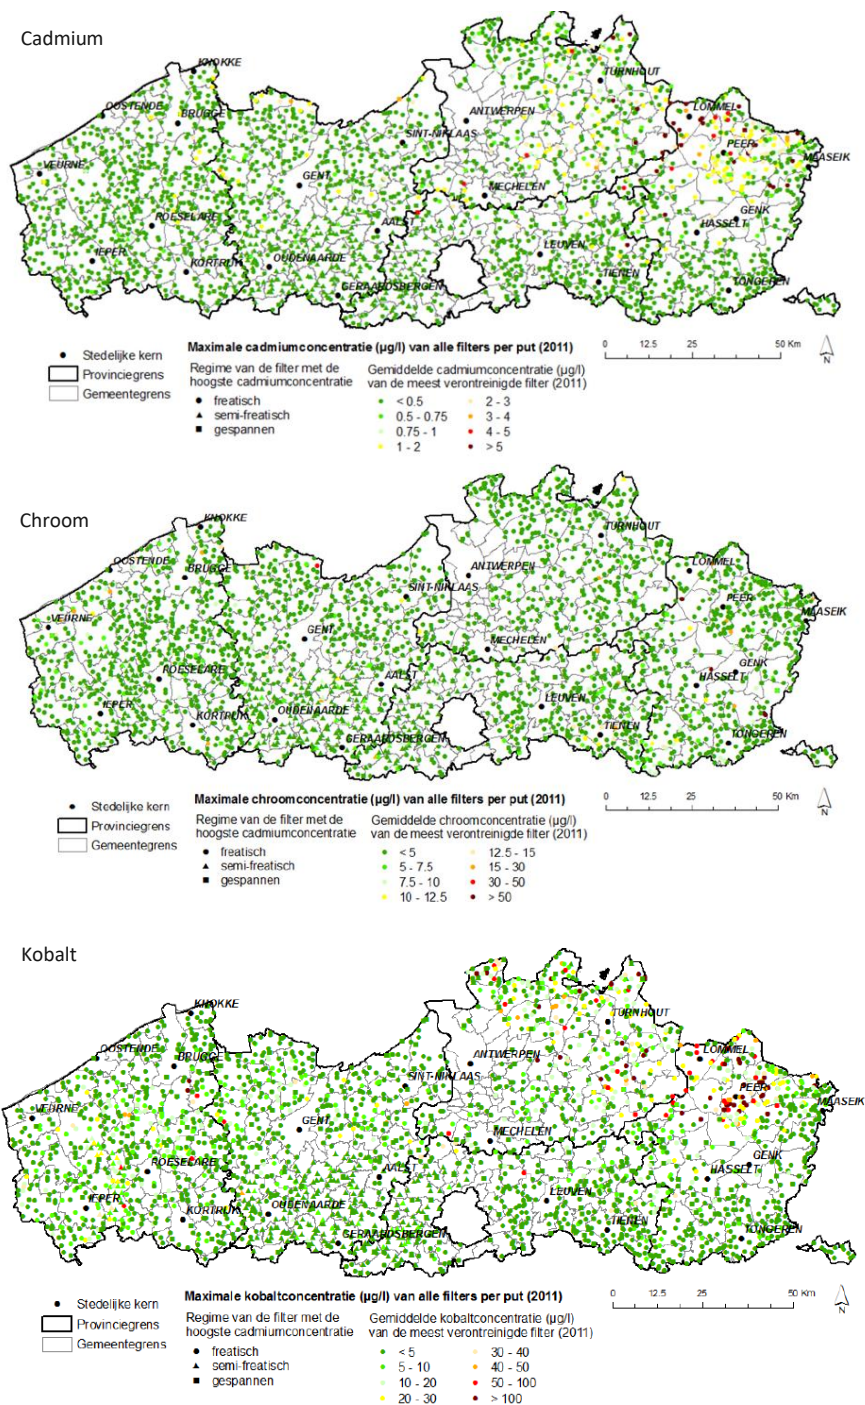 Cadmium
KNOKKE
TURNHOUT
OOSTENDE
BRUGGE
ANTWERPEN
LOMMEL
SINT-NIKLAAS
PEER
MAASEIK
VEURNE
GENT
MECHELEN
ROESELARE
AALST
GENK
HASSELT
IEPER
KORTRIJK
OUDENAARDE
LEUVEN
TIENEN
GERAARDSBERGEN
TONGEREN
Maximale cadmiumconcentratie (µg/l) van alle filters per put (2011)
0 12.5 25 50 Km
N
Stedelijke kern
Provinciegrens
Gemeentegrens
Regime van de filter met de
hoogste cadmiumconcentratie
freatisch
semi-freatisch
gespannen
Gemiddelde cadmiumconcentratie (µg/l)
van de meest verontreinigde filter (2011)
< 0.5 2 - 3
0.5 - 0.75 3 - 4
0.75 - 1 4 - 5
1 - 2 > 5
Chroom
KNOKKE
TURNHOUT
OOSTENDE
BRUGGE
ANTWERPEN
LOMMEL
SINT-NIKLAAS
PEER
MAASEIK
VEURNE
GENT
MECHELEN
ROESELARE
AALST
GENK
HASSELT
IEPER
KORTRIJK
OUDENAARDE
LEUVEN
TIENEN
GERAARDSBERGEN
TONGEREN
Maximale chroomconcentratie (µg/l) van alle filters per put (2011)
0 12.5 25 50 Km
N
Stedelijke kern
Provinciegrens
Gemeentegrens
Regime van de filter met de
hoogste cadmiumconcentratie
freatisch
semi-freatisch
gespannen
Gemiddelde chroomconcentratie (µg/l)
van de meest verontreinigde filter (2011)
< 5 12.5 - 15
5 - 7.5 15 - 30
7.5 - 10 30 - 50
10 - 12.5 > 50
Kobalt
KNOKKE
TURNHOUT
OOSTENDE
BRUGGE
ANTWERPEN
LOMMEL
SINT-NIKLAAS
PEER
MAASEIK
VEURNE
GENT
MECHELEN
ROESELARE
AALST
GENK
HASSELT
IEPER
KORTRIJK
OUDENAARDE
LEUVEN
TIENEN
GERAARDSBERGEN
TONGEREN
Maximale kobaltconcentratie (µg/l) van alle filters per put (2011)
0 12.5 25 50 Km
N
Stedelijke kern
Provinciegrens
Gemeentegrens
Regime van de filter met de
hoogste cadmiumconcentratie
freatisch
semi-freatisch
gespannen
Gemiddelde kobaltconcentratie (µg/l)
van de meest verontreinigde filter (2011)
< 5 30 - 40
5 - 10 40 - 50
10 - 20 50 - 100
20 - 30 > 100